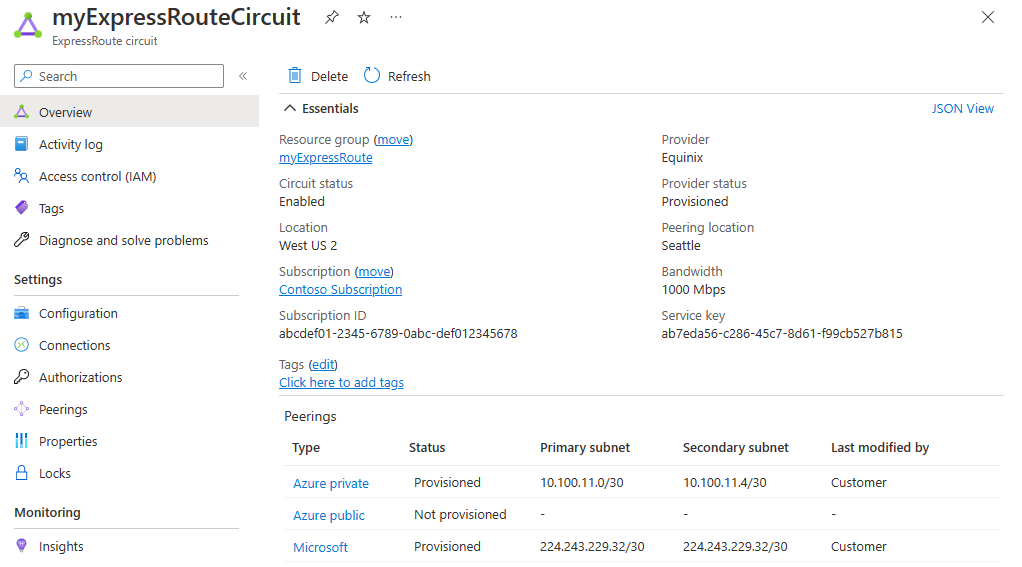 myExpressRouteCircuit
ExpressRoute circuit
Search
Overview
Activity log
Access control (IAM)
Tags
Diagnose and solve problems
Settings
Configuration
Connections
Authorizations
Peerings
Properties
Locks
Monitoring
Insights
Delete Refresh
Essentials JSON View
Resource group (move)
myExpressRoute
Circuit status
Enabled
Location
West US 2
Subscription (move)
Contoso Subscription
Subscription ID
abcdef01-2345-6789-0abc-def012345678
Tags (edit)
Click here to add tags
Provider
Equinix
Provider status
Provisioned
Peering location
Seattle
Bandwidth
1000 Mbps
Service key
ab7eda56-c286-45c7-8d61-f99cb527b815
Peerings
Type Status Primary subnet Secondary subnet Last modified by
Azure private Provisioned 10.100.11.0/30 10.100.11.4/30 Customer
Azure public Not provisioned - - -
Microsoft Provisioned 224.243.229.32/30 224.243.229.32/30 Customer